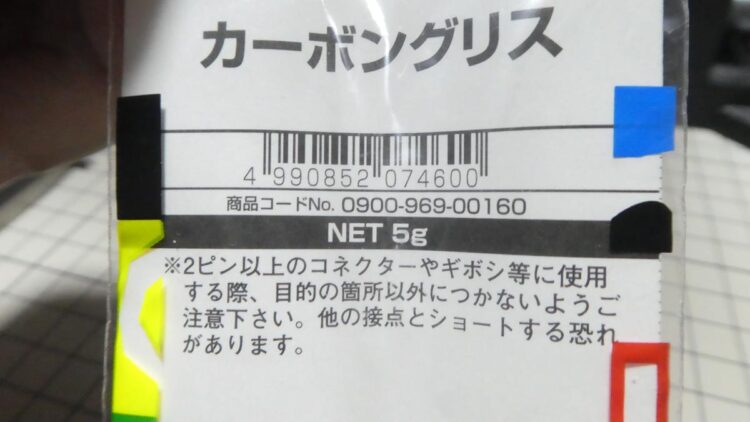 カーボングリス
4 990852 074600
商品コードNo. 0900-969-00160
NET 5g
※2ピン以上のコネクターやギボシ等に使用
する際、目的の箇所以外につかないようご
注意下さい。他の接点とショートする恐れ
があります。